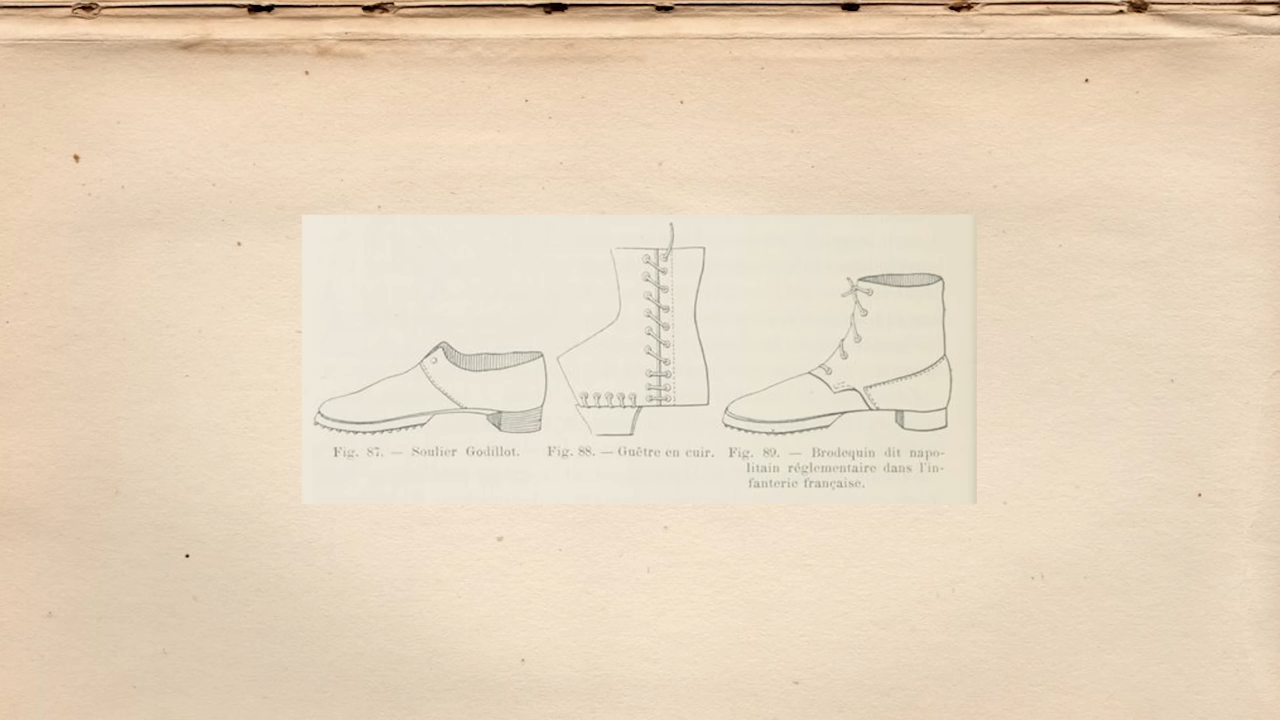 Fig. 87. — Soulier Godillot.
Fig. 88. — Guêtre en cuir.
Fig. 89. — Brodequin dit napo-
litain réglementaire dans l'in-
fanterie française.